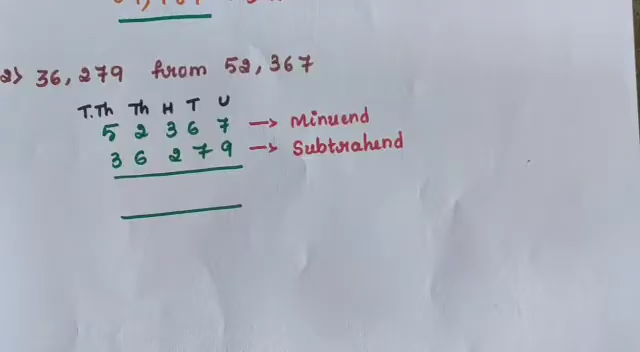 2> 36,279 from 52,367
T.Th Th H T U
5 2 3 6 7 —> Minuend
3 6 2 7 9 —> Subtrahend